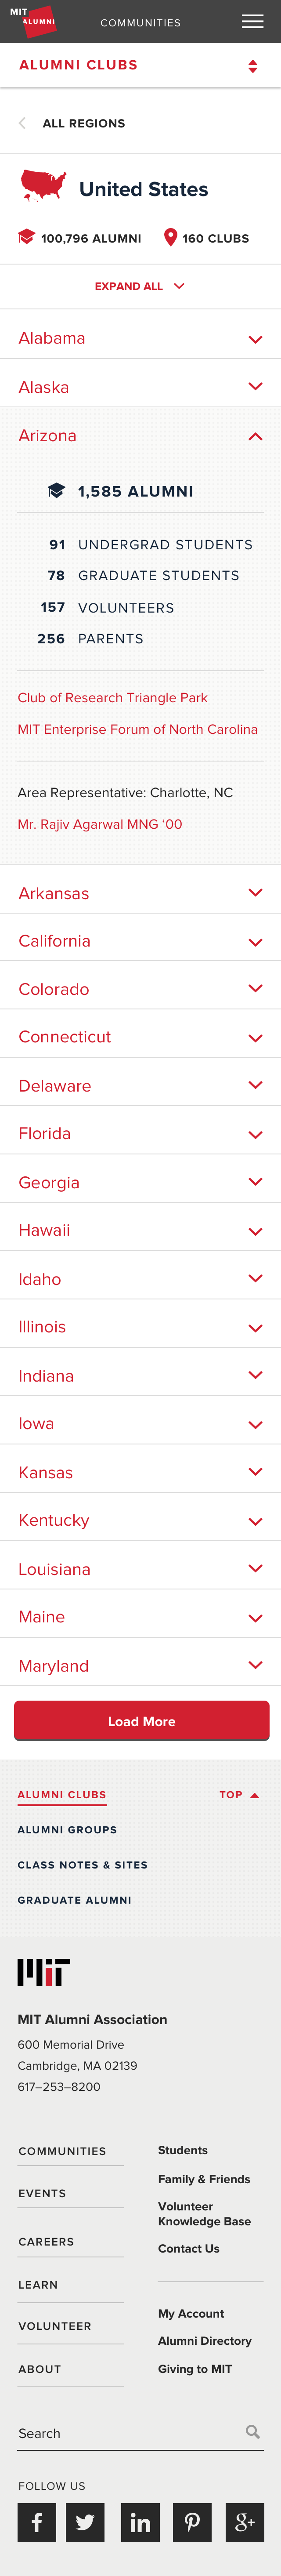 MIT
ALUMNI
COMMUNITIES
ALUMNI CLUBS
ALL REGIONS
United States
100,796 ALUMNI
160 CLUBS
EXPAND ALL
Alabama
Alaska
Arizona
1,585 ALUMNI
91 UNDERGRAD STUDENTS
78 GRADUATE STUDENTS
157 VOLUNTEERS
256 PARENTS
Club of Research Triangle Park
MIT Enterprise Forum of North Carolina
Area Representative: Charlotte, NC
Mr. Rajiv Agarwal MNG ‘00
Arkansas
California
Colorado
Connecticut
Delaware
Florida
Georgia
Hawaii
Idaho
Illinois
Indiana
Iowa
Kansas
Kentucky
Louisiana
Maine
Maryland
Load More
ALUMNI CLUBS
TOP
ALUMNI GROUPS
CLASS NOTES & SITES
GRADUATE ALUMNI
MIT
MIT Alumni Association
600 Memorial Drive
Cambridge, MA 02139
617–253–8200
COMMUNITIES
EVENTS
CAREERS
LEARN
VOLUNTEER
ABOUT
Students
Family & Friends
Volunteer
Knowledge Base
Contact Us
My Account
Alumni Directory
Giving to MIT
Search
FOLLOW US
f
in
g+